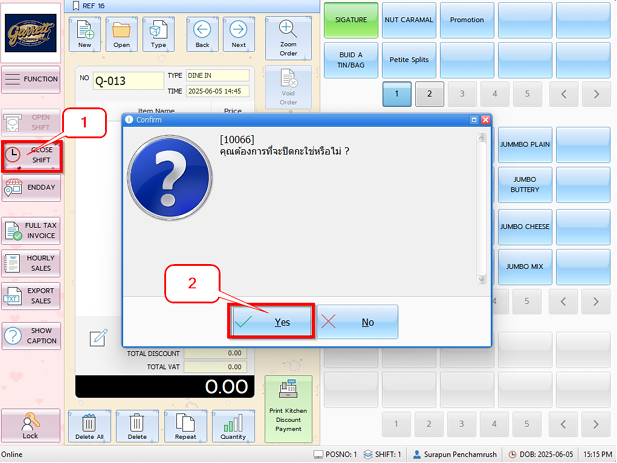 REF 16
Garrett
FUNCTION
OPEN
SHIFT
CLOSE
SHIFT
ENDDAY
FULL TAX
INVOICE
HOURLY
SALES
EXPORT
SALES
SHOW
CAPTION
Lock
1
New
Open
Type
Back
Next
Zoom
Order
NO Q-013
TYPE DINE IN
TIME 2025-06-05 14:45
Void
Order
Item Name Price
Confirm
[10066]
คุณต้องการที่จะปิดกะใช่หรือไม่ ?
2
Yes
No
TOTAL DISCOUNT 0.00
TOTAL VAT 0.00
0.00
Delete All
Delete
Repeat
Quantity
Print Kitchen
Discount
Payment
SIGATURE
NUT CARAMAL
Promotion
BUID A
TIN/BAG
Petite Splits
1 2 3 4 5 < >
JUMMBO PLAIN
JUMBO
BUTTERY
JUMBO CHEESE
JUMBO MIX
4 5 < >
1 2 3 4 5 < >
Online
POSNO: 1
SHIFT: 1
Surapun Penchamrush
DOB: 2025-06-05
15:15 PM